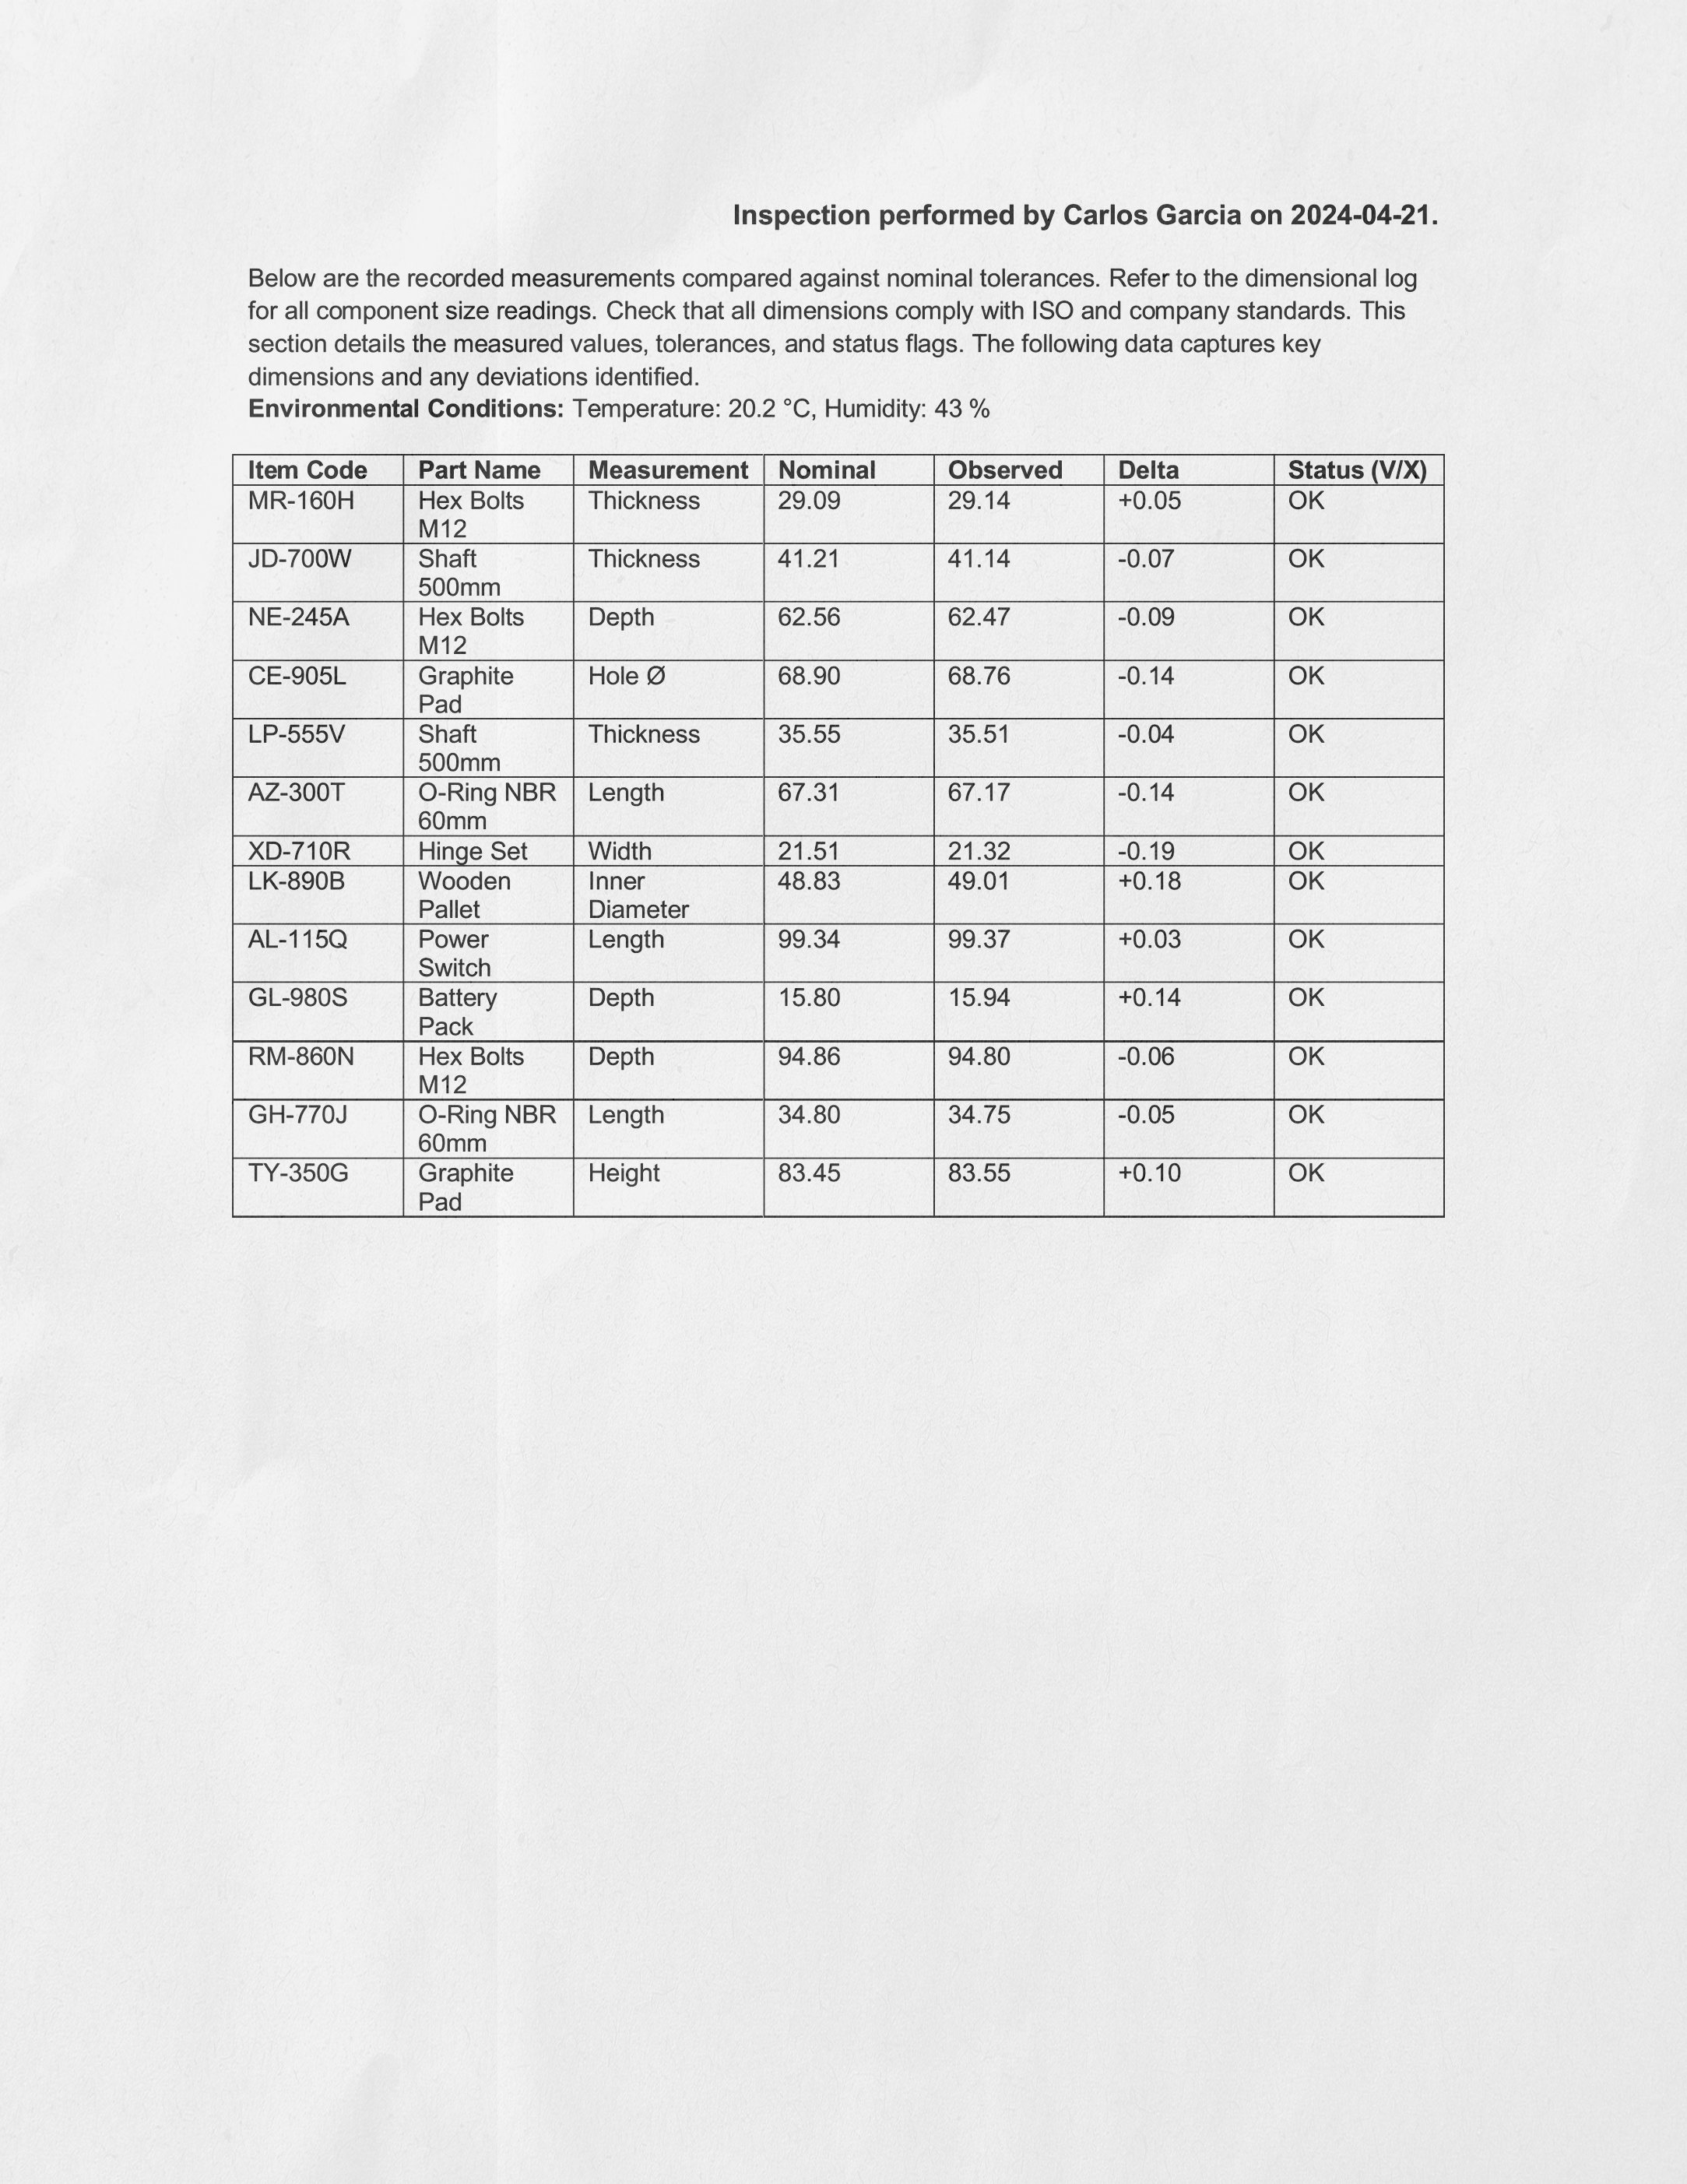 Inspection performed by Carlos Garcia on 2024-04-21.
Below are the recorded measurements compared against nominal tolerances. Refer to the dimensional log
for all component size readings. Check that all dimensions comply with ISO and company standards. This
section details the measured values, tolerances, and status flags. The following data captures key
dimensions and any deviations identified.
Environmental Conditions: Temperature: 20.2 °C, Humidity: 43 %
Item Code Part Name Measurement Nominal Observed Delta Status (V/X)
MR-160H Hex Bolts M12 Thickness 29.09 29.14 +0.05 OK
JD-700W Shaft 500mm Thickness 41.21 41.14 -0.07 OK
NE-245A Hex Bolts M12 Depth 62.56 62.47 -0.09 OK
CE-905L Graphite Pad Hole Ø 68.90 68.76 -0.14 OK
LP-555V Shaft 500mm Thickness 35.55 35.51 -0.04 OK
AZ-300T O-Ring NBR 60mm Length 67.31 67.17 -0.14 OK
XD-710R Hinge Set Width 21.51 21.32 -0.19 OK
LK-890B Wooden Pallet Inner Diameter 48.83 49.01 +0.18 OK
AL-115Q Power Switch Length 99.34 99.37 +0.03 OK
GL-980S Battery Pack Depth 15.80 15.94 +0.14 OK
RM-860N Hex Bolts M12 Depth 94.86 94.80 -0.06 OK
GH-770J O-Ring NBR 60mm Length 34.80 34.75 -0.05 OK
TY-350G Graphite Pad Height 83.45 83.55 +0.10 OK